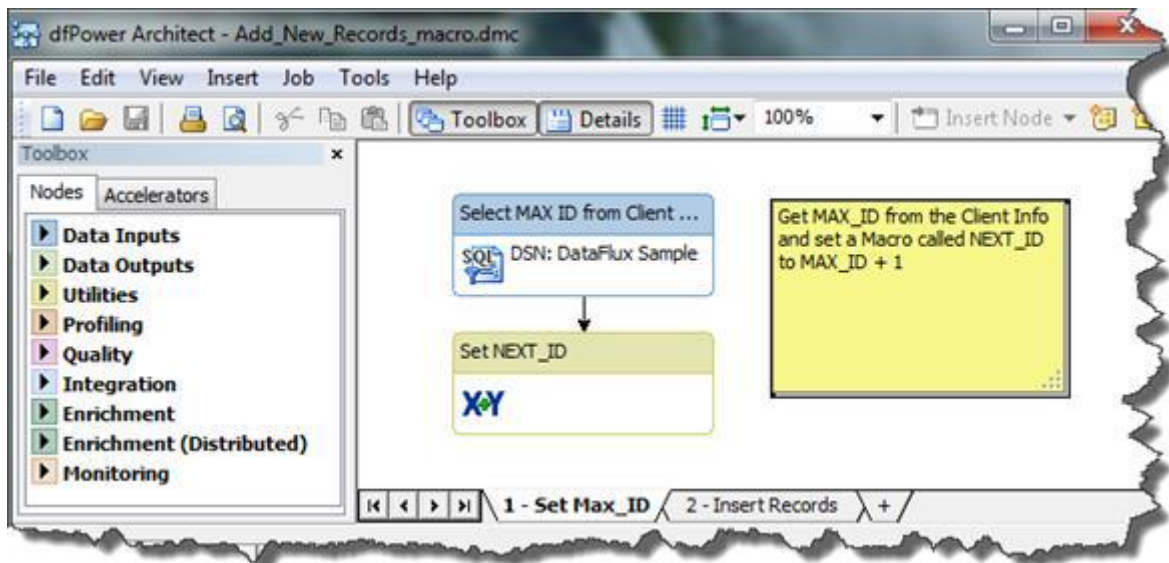 dfPower Architect - Add_New_Records_macro.dmc
File Edit View Insert Job Tools Help
Toolbox Details 100% Insert Node
Toolbox x
Nodes Accelerators
Data Inputs
Data Outputs
Utilities
Profiling
Quality
Integration
Enrichment
Enrichment (Distributed)
Monitoring
Select MAX ID from Client ...
SQL DSN: DataFlux Sample
Set NEXT_ID
X+Y
Get MAX_ID from the Client Info
and set a Macro called NEXT_ID
to MAX_ID + 1
1 - Set Max_ID 2 - Insert Records +